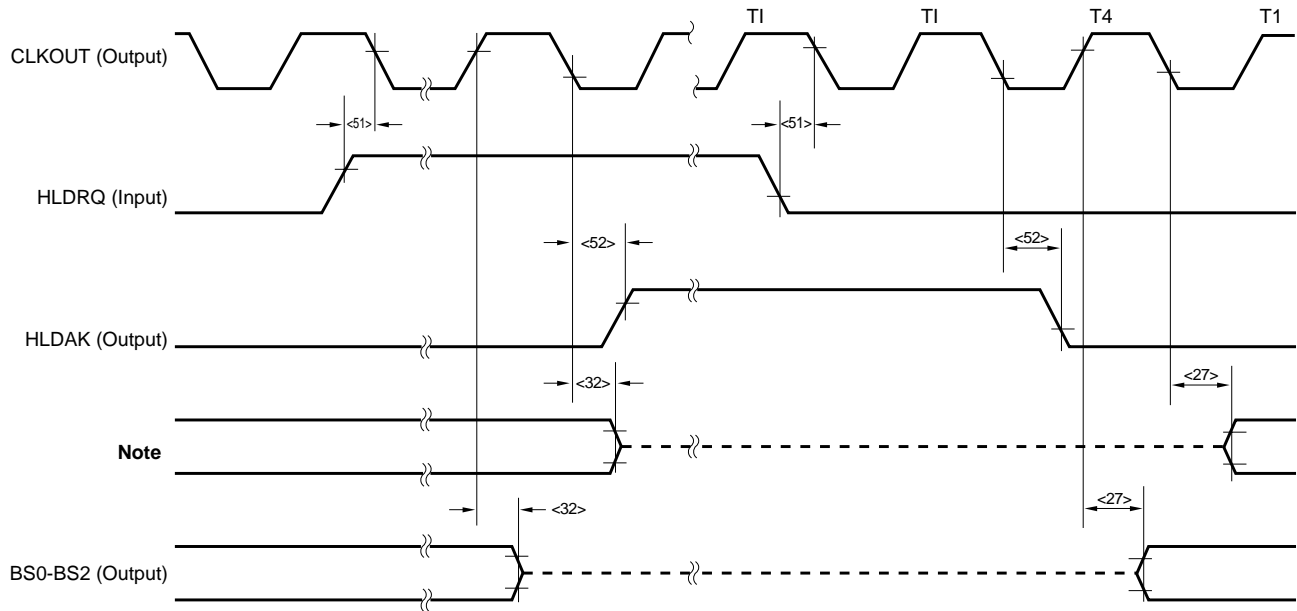 TI TI T4 T1
CLKOUT (Output)
<51> <51>
HLDRQ (Input)
<52> <52>
HLDAK (Output)
<32> <27>
Note
<32> <27>
BS0-BS2 (Output)